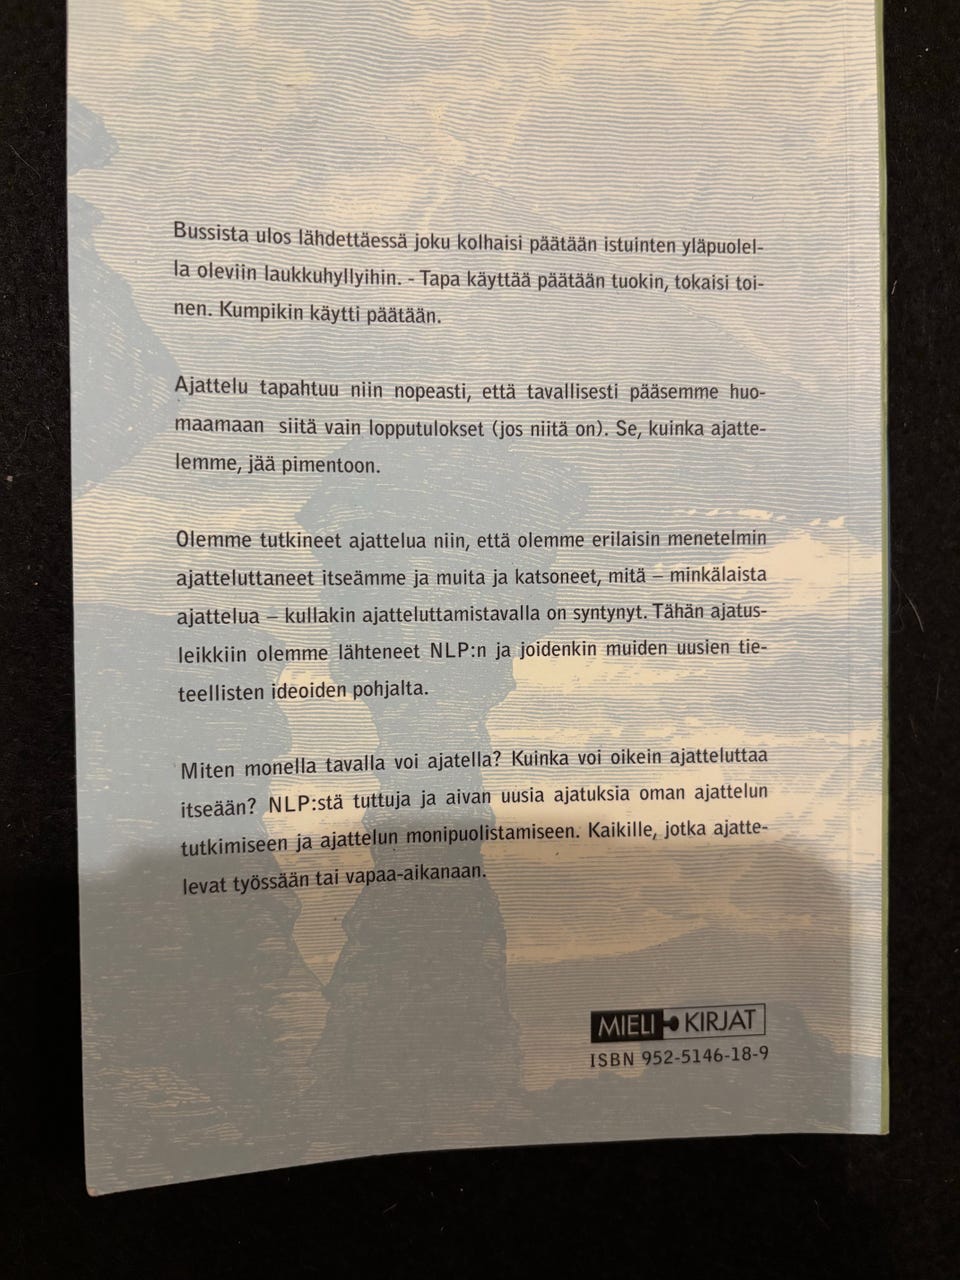 Bussista ulos lähdettäessä joku kolhaisi päätään istuinten yläpuolel-
la oleviin laukkuhyllyihin. - Tapa käyttää päätään tuokin, tokaisi toi-
nen. Kumpikin käytti päätään.
Ajattelu tapahtuu niin nopeasti, että tavallisesti pääsemme huo-
maamaan siitä vain lopputulokset (jos niitä on). Se, kuinka ajatte-
lemme, jää pimentoon.
Olemme tutkineet ajattelua niin, että olemme erilaisin menetelmin
ajatteluttaneet itseämme ja muita ja katsoneet, mitä – minkälaista
ajattelua – kullakin ajatteluttamistavalla on syntynyt. Tähän ajatus-
leikkiin olemme lähteneet NLP:n ja joidenkin muiden uusien tie-
teellisten ideoiden pohjalta.
Miten monella tavalla voi ajatella? Kuinka voi oikein ajatteluttaa
itseään? NLP:stä tuttuja ja aivan uusia ajatuksia oman ajattelun
tutkimiseen ja ajattelun monipuolistamiseen. Kaikille, jotka ajatte-
levat työssään tai vapaa-aikanaan.
MIELI KIRJAT
ISBN 952-5146-18-9